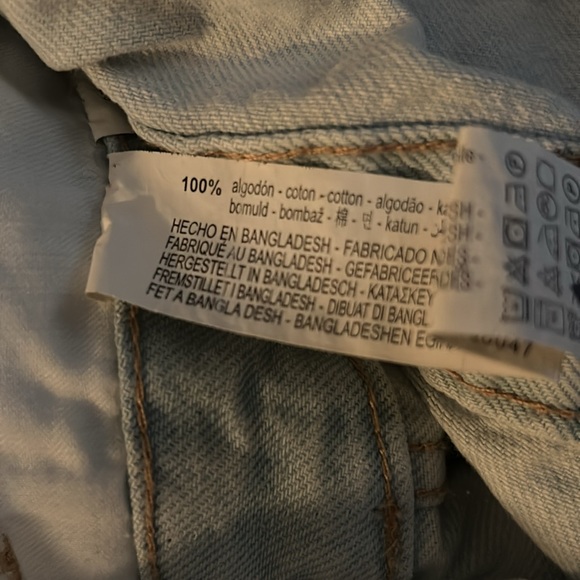 100% algodón - coton - cotton - algodão -
bomuld - bombaž - 棉 - 면 - katun -
HECHO EN BANGLADESH - FABRICADO
FABRIQUÉ AU BANGLADESH - GEFABRICEERD
HERGESTELLT IN BANGLADESCH - ΚΑΤΑΣΚΕΥ
FREMSTILLET I BANGLADESH - DIBUAT DI BANGL
FET A BANGLA DESH - BANGLADESHEN EGI